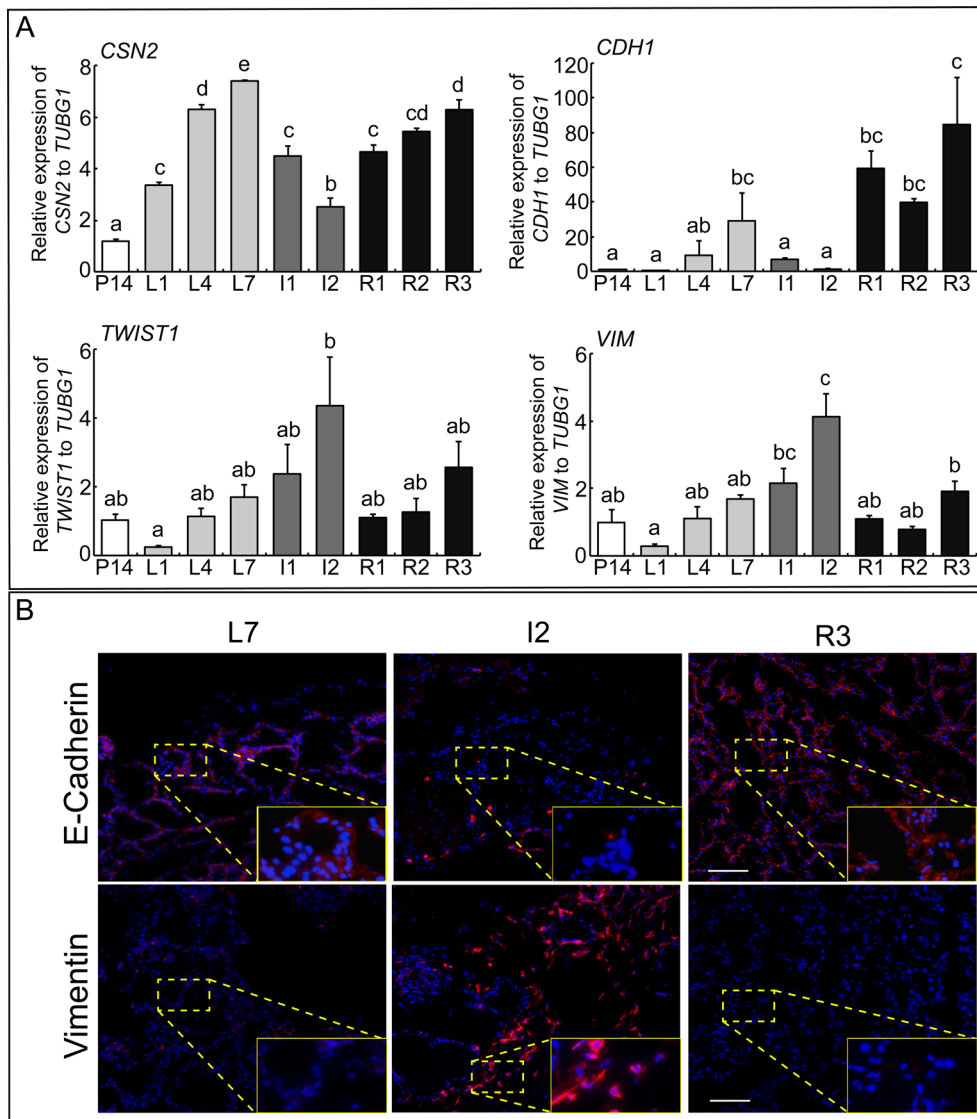 A
CSN2
Relative expression of
CSN2 to TUBG1
8
6
4
2
0
a
c
d
e
c
b
c
cd
d
P14 L1 L4 L7 I1 I2 R1 R2 R3
CDH1
Relative expression of
CDH1 to TUBG1
120
100
80
60
40
20
0
a
a
ab
bc
a
a
bc
bc
c
P14 L1 L4 L7 I1 I2 R1 R2 R3
TWIST1
Relative expression of
TWIST1 to TUBG1
6
4
2
0
ab
a
ab
ab
ab
b
ab
ab
ab
P14 L1 L4 L7 I1 I2 R1 R2 R3
VIM
Relative expression of
VIM to TUBG1
6
4
2
0
ab
a
ab
ab
bc
c
ab
ab
b
P14 L1 L4 L7 I1 I2 R1 R2 R3
B
L7 I2 R3
E-Cadherin
Vimentin